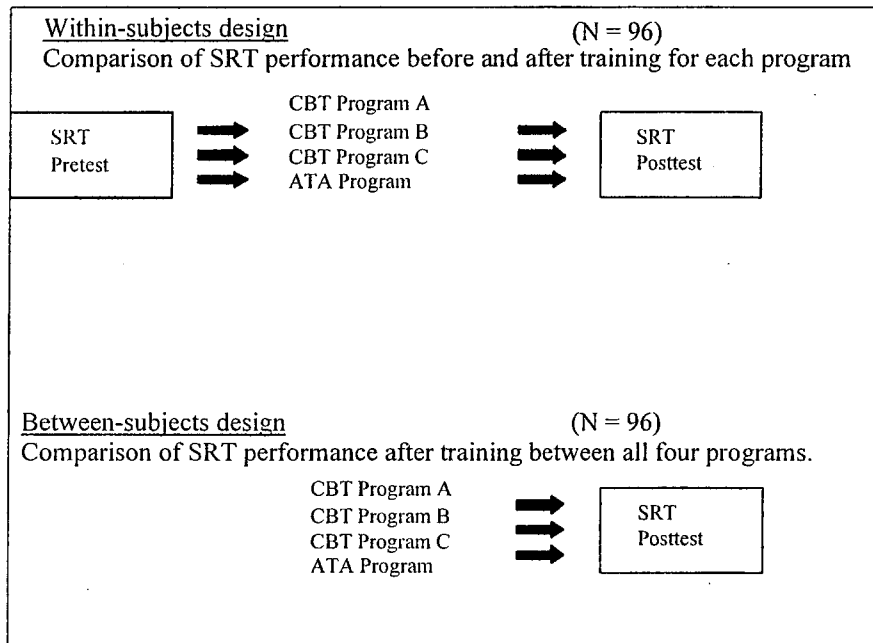 Within-subjects design (N = 96)
Comparison of SRT performance before and after training for each program
SRT
Pretest
CBT Program A
CBT Program B
CBT Program C
ATA Program
SRT
Posttest
Between-subjects design (N = 96)
Comparison of SRT performance after training between all four programs.
CBT Program A
CBT Program B
CBT Program C
ATA Program
SRT
Posttest